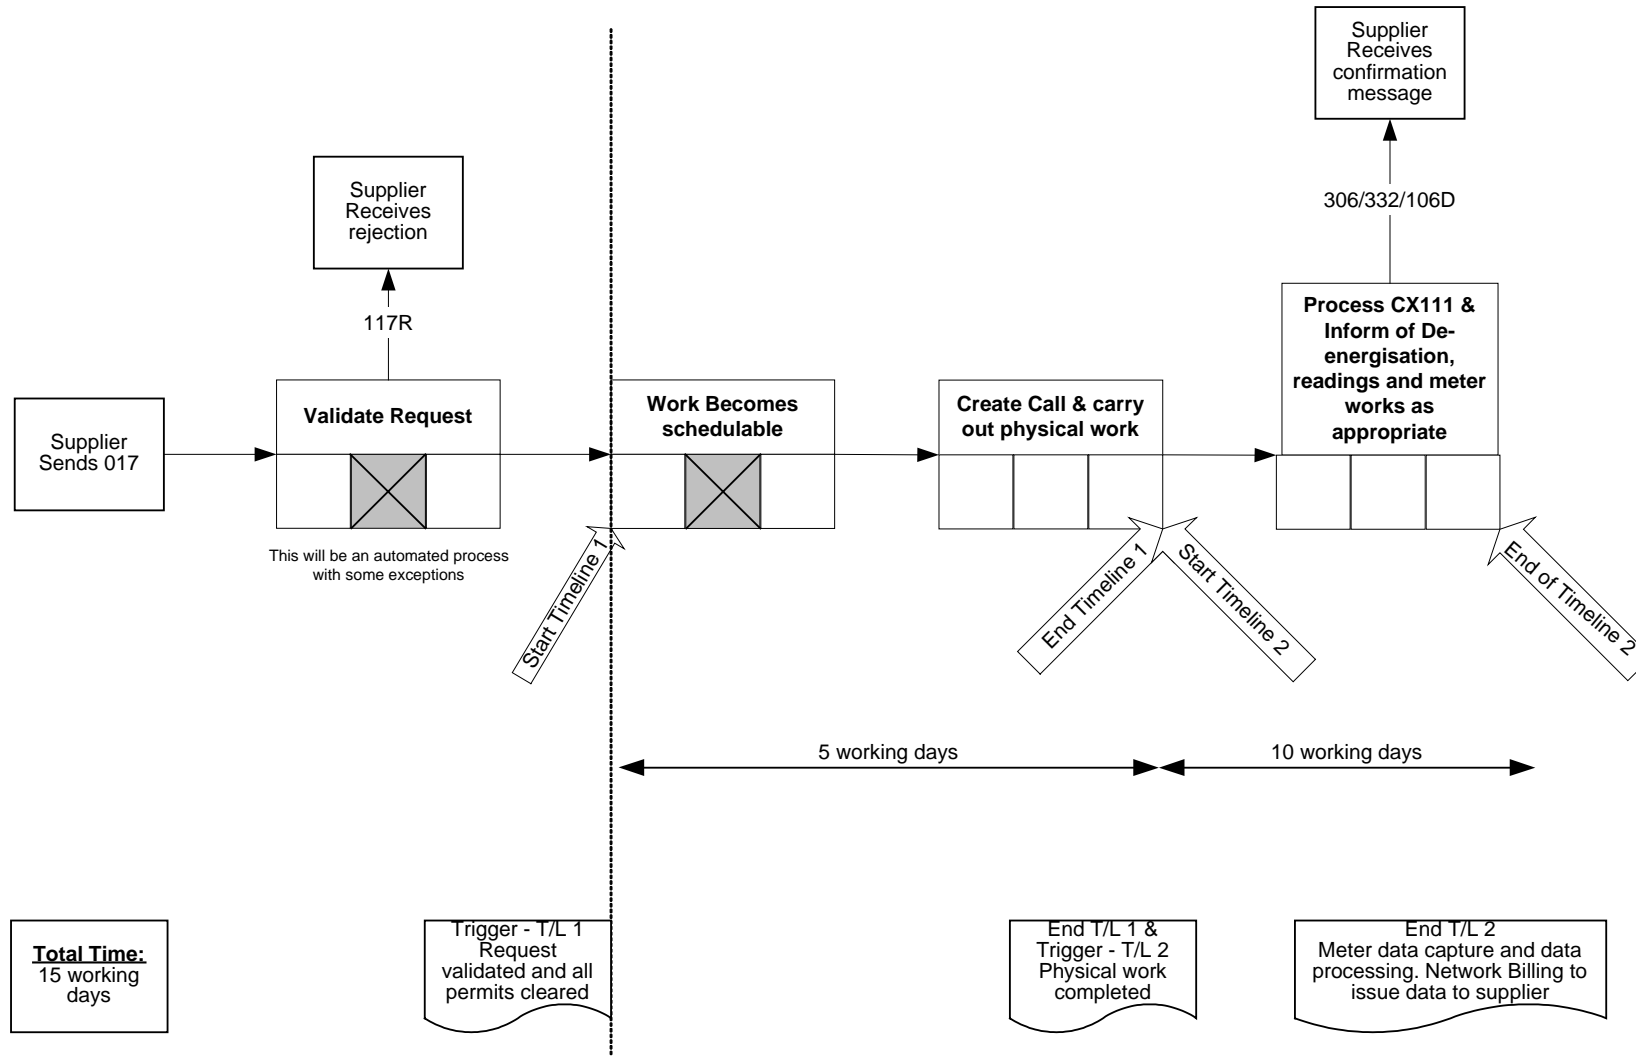 Supplier
Receives
confirmation
message
306/332/106D
Supplier
Receives
rejection
117R
Supplier
Sends 017
Validate Request
This will be an automated process
with some exceptions
Work Becomes
schedulable
Create Call & carry
out physical work
Process CX111 &
Inform of De-
energisation,
readings and meter
works as
appropriate
Start Timeline 1
End Timeline 1
Start Timeline 2
End of Timeline 2
5 working days
10 working days
Total Time:
15 working
days
Trigger - T/L 1
Request
validated and all
permits cleared
End T/L 1 &
Trigger - T/L 2
Physical work
completed
End T/L 2
Meter data capture and data
processing. Network Billing to
issue data to supplier